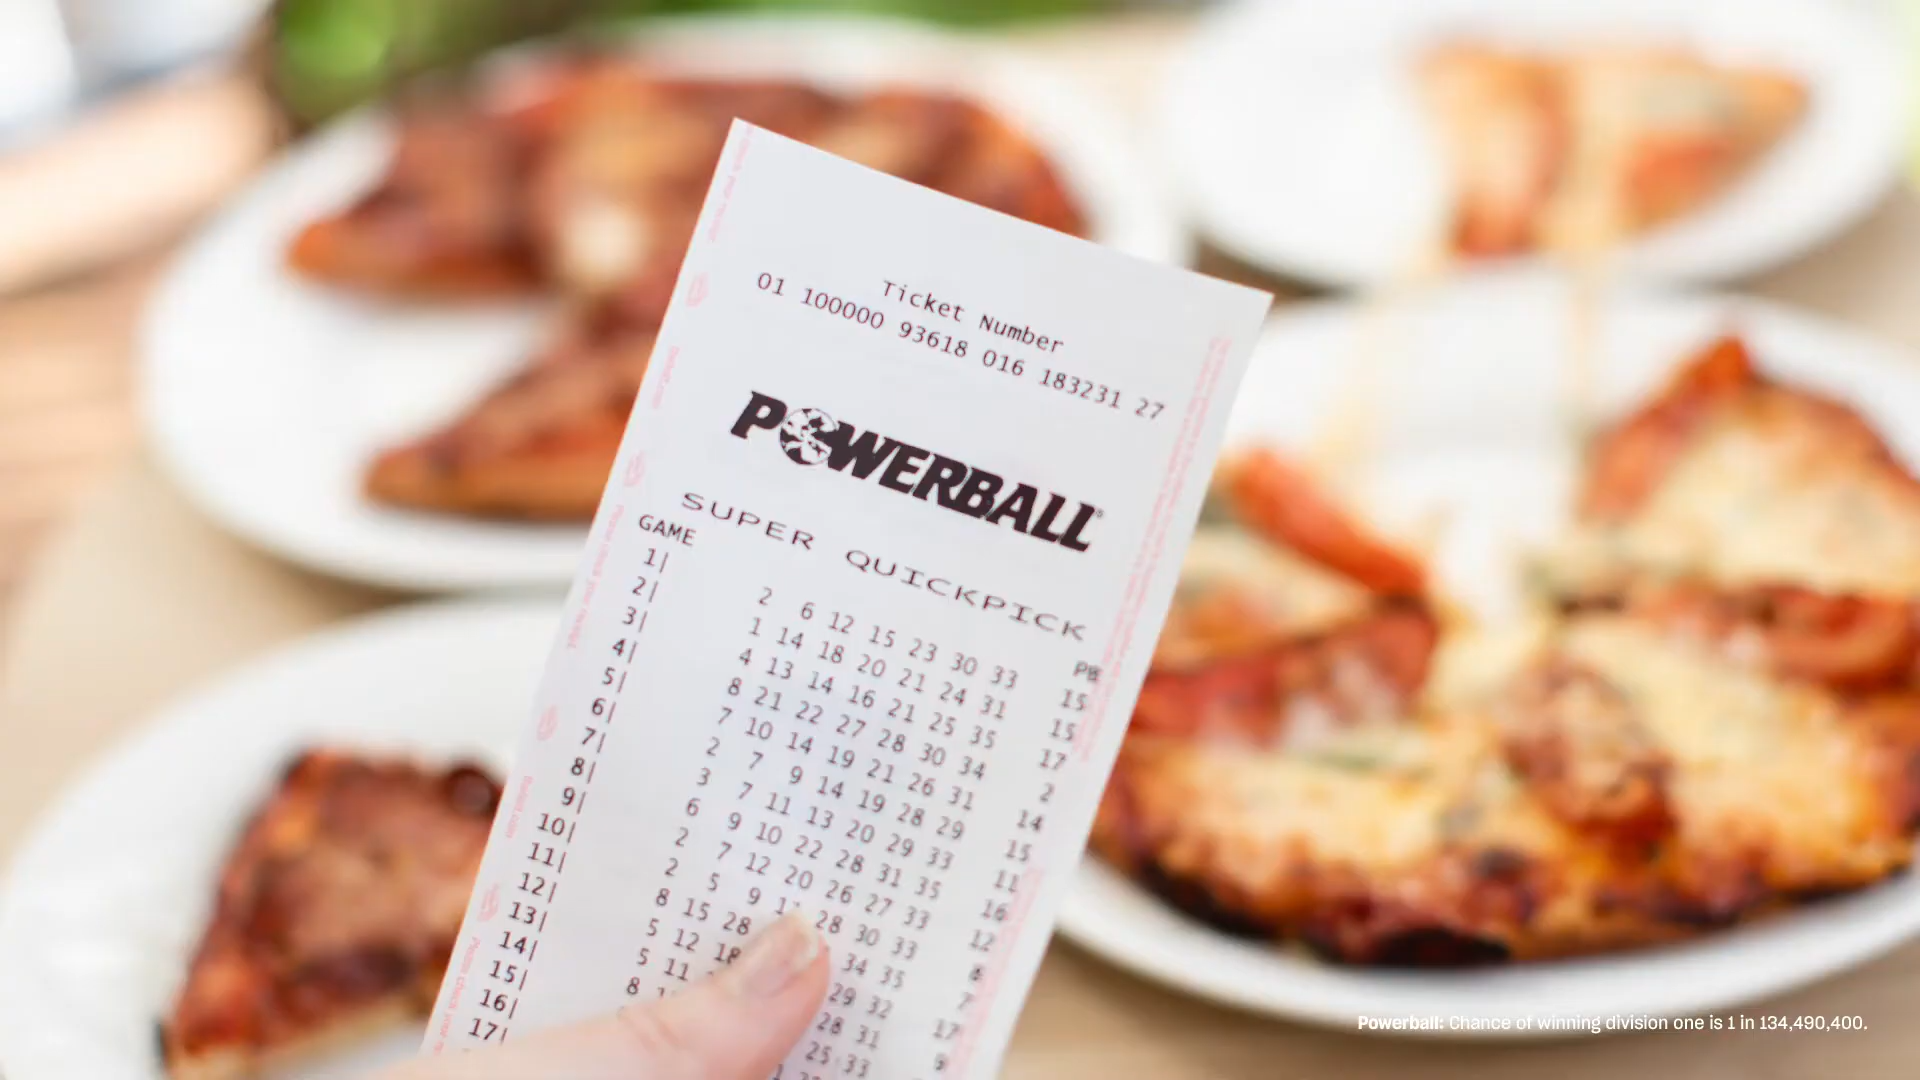 Ticket Number
01 100000 93618 016 183231 27
POWERBALL
SUPER QUICKPICK
GAME PB
1| 2 6 12 15 23 30 33 15
2| 1 14 18 20 21 24 31 15
3| 4 13 14 16 21 25 35 17
4| 8 21 22 27 28 30 34 2
5| 7 10 14 19 21 26 31 14
6| 2 7 9 14 19 28 29 15
7| 3 7 11 13 20 29 33 11
8| 6 9 10 22 28 31 35 16
9| 2 7 12 20 26 27 33 12
10| 2 5 9 28 30 33
11| 8 15 28 34 35 7
12| 5 12 18 29 32 17
13| 5 11 28 31 9
14| 8 25 33
15|
16|
17|
Powerball: Chance of winning division one is 1 in 134,490,400.